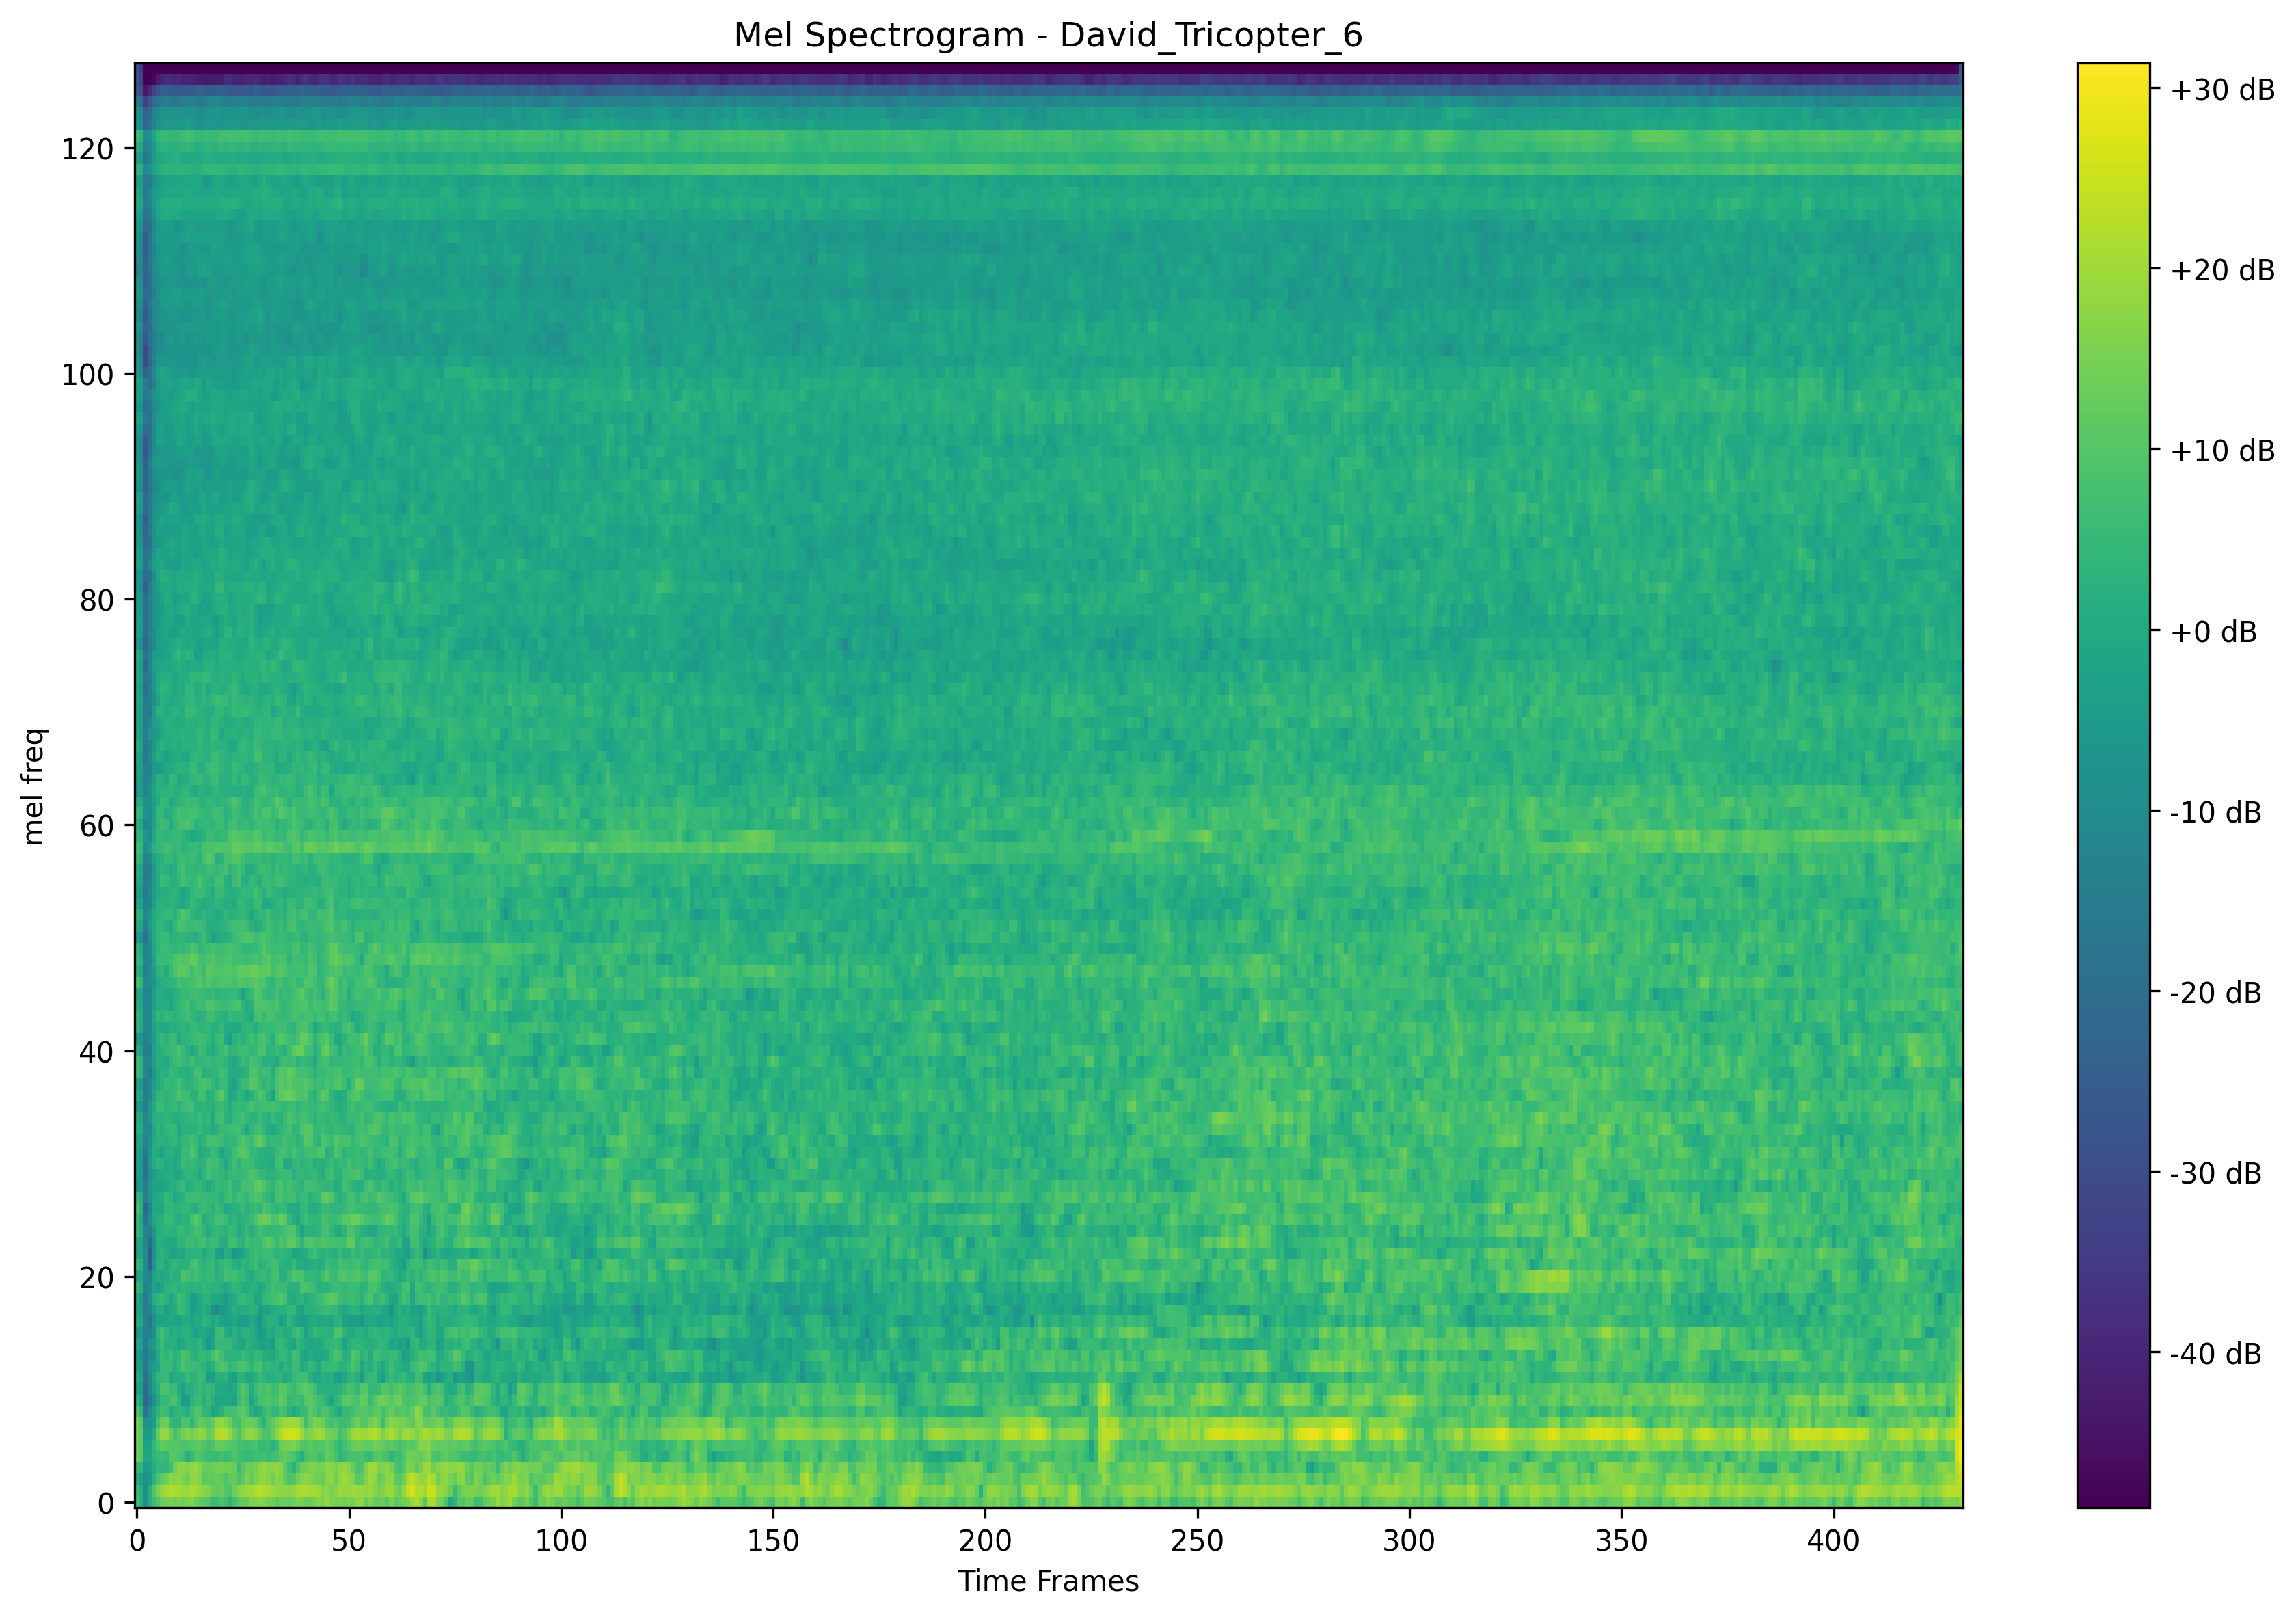 Mel Spectrogram - David_Tricopter_6
mel freq
120
100
80
60
40
20
0
0 50 100 150 200 250 300 350 400
Time Frames
+30 dB
+20 dB
+10 dB
+0 dB
-10 dB
-20 dB
-30 dB
-40 dB